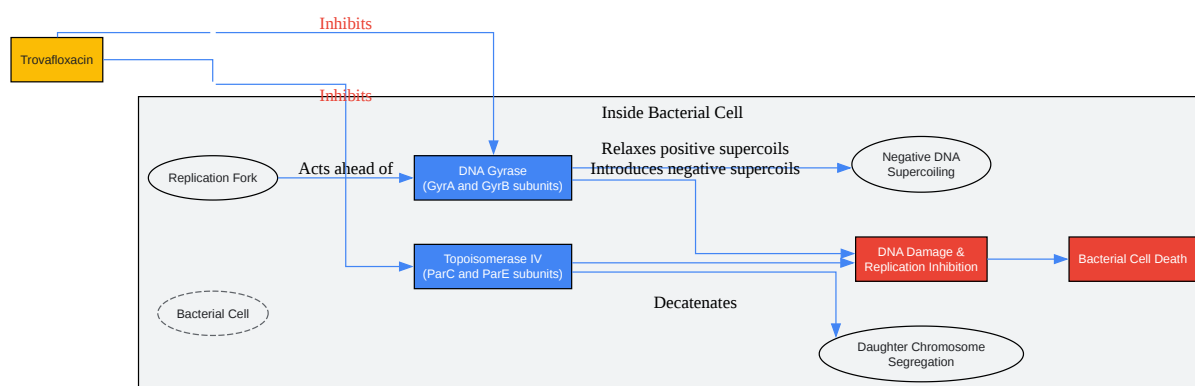 Inhibits
Trovafloxacin
Inhibits
Inside Bacterial Cell
Relaxes positive supercoils
Introduces negative supercoils
Replication Fork
Acts ahead of
DNA Gyrase
(GyrA and GyrB subunits)
Negative DNA
Supercoiling
Topoisomerase IV
(ParC and ParE subunits)
DNA Damage &
Replication Inhibition
Bacterial Cell Death
Decatenates
Bacterial Cell
Daughter Chromosome
Segregation